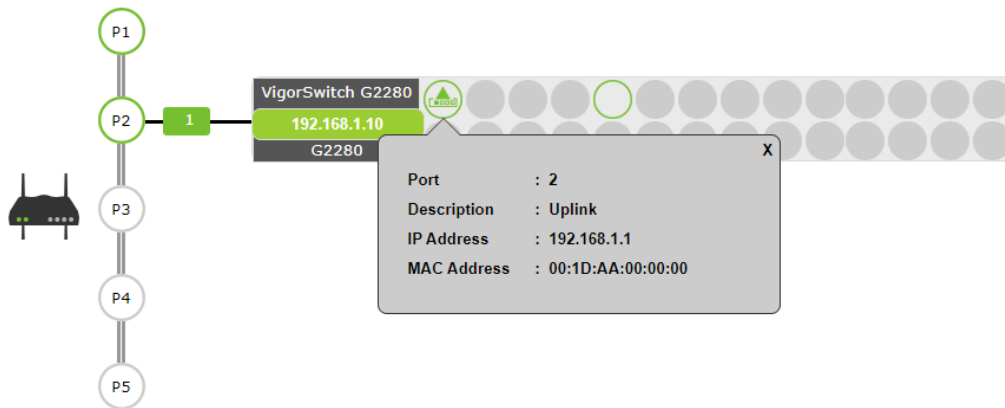 P1
VigorSwitch G2280
P2
1
192.168.1.10
G2280
X
Port : 2
Description : Uplink
P3
IP Address : 192.168.1.1
MAC Address : 00:1D:AA:00:00:00
P4
P5